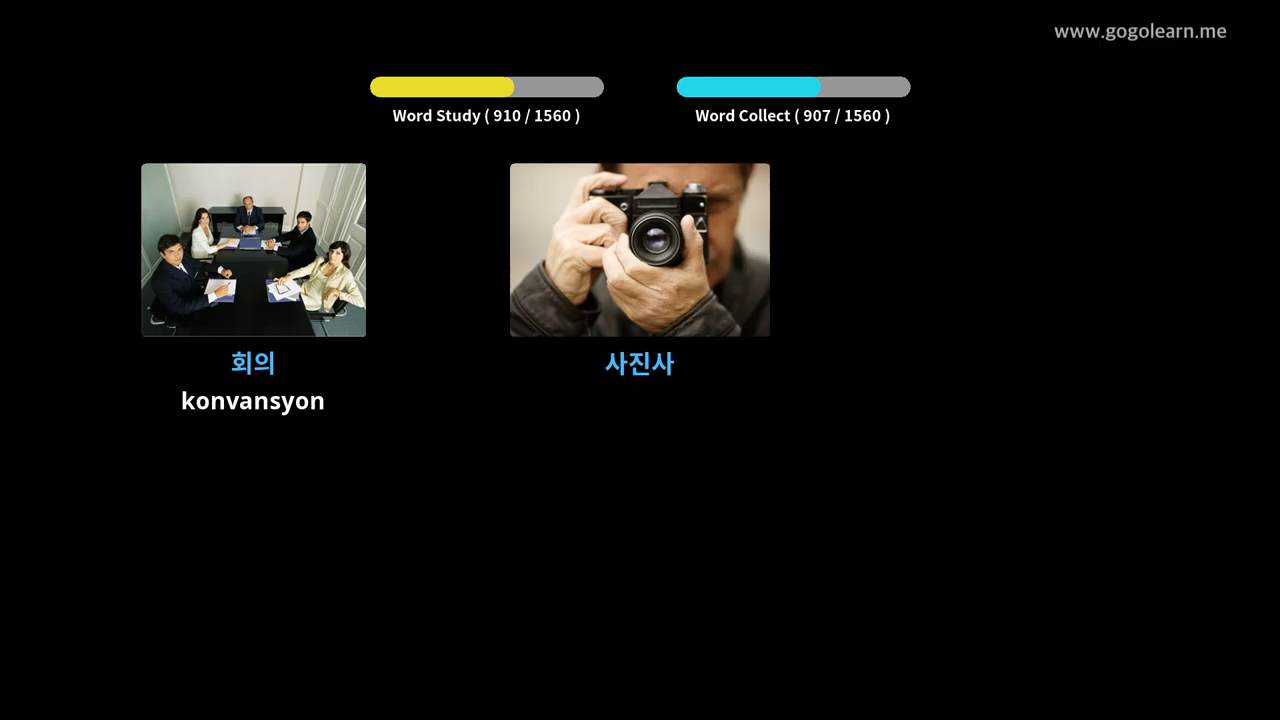 www.gogolearn.me
Word Study ( 910 / 1560 )
Word Collect ( 907 / 1560 )
회의
konvansyon
사진사